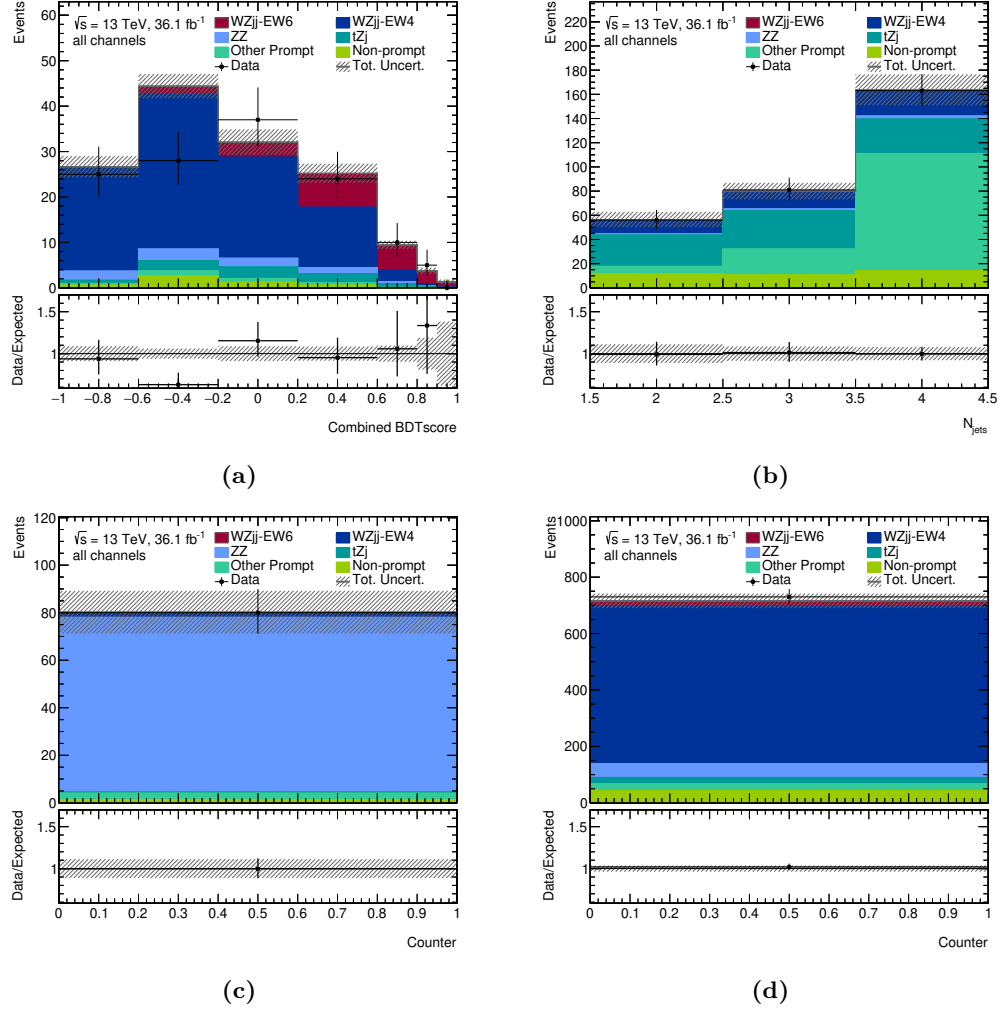 Events
60
50
40
30
20
10
0
√s = 13 TeV, 36.1 fb⁻¹
all channels
WZjj-EW6 WZjj-EW4
ZZ tZj
Other Prompt Non-prompt
Data Tot. Uncert.
Data/Expected
1.5
1
−1 −0.8 −0.6 −0.4 −0.2 0 0.2 0.4 0.6 0.8 1
Combined BDTscore
(a)
Events
220
200
180
160
140
120
100
80
60
40
20
0
√s = 13 TeV, 36.1 fb⁻¹
all channels
WZjj-EW6 WZjj-EW4
ZZ tZj
Other Prompt Non-prompt
Data Tot. Uncert.
Data/Expected
1.5
1
1.5 2 2.5 3 3.5 4 4.5
N_jets
(b)
Events
120
100
80
60
40
20
0
√s = 13 TeV, 36.1 fb⁻¹
all channels
WZjj-EW6 WZjj-EW4
ZZ tZj
Other Prompt Non-prompt
Data Tot. Uncert.
Data/Expected
1.5
1
0 0.1 0.2 0.3 0.4 0.5 0.6 0.7 0.8 0.9 1
Counter
(c)
Events
1000
800
600
400
200
0
√s = 13 TeV, 36.1 fb⁻¹
all channels
WZjj-EW6 WZjj-EW4
ZZ tZj
Other Prompt Non-prompt
Data Tot. Uncert.
Data/Expected
1.5
1
0 0.1 0.2 0.3 0.4 0.5 0.6 0.7 0.8 0.9 1
Counter
(d)